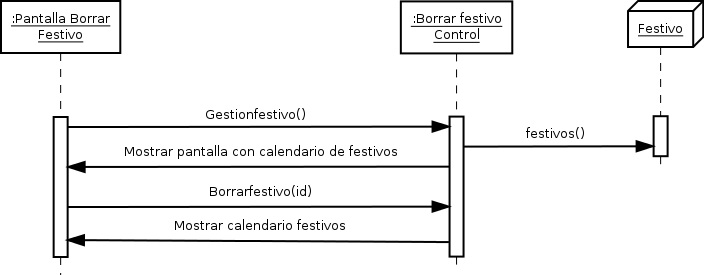 :Pantalla Borrar
Festivo
:Borrar festivo
Control
Festivo
Gestionfestivo()
festivos()
Mostrar pantalla con calendario de festivos
Borrarfestivo(id)
Mostrar calendario festivos